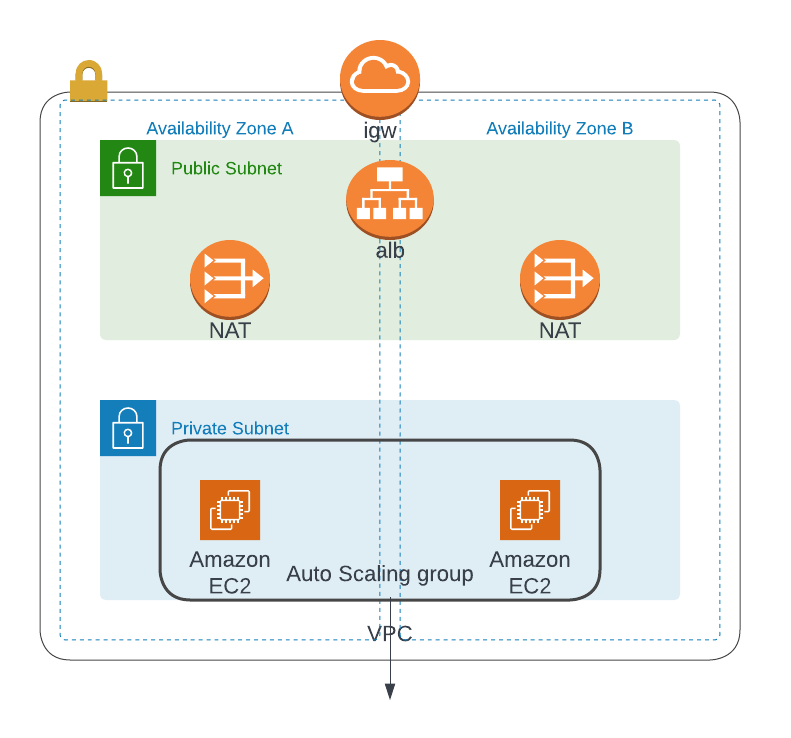 igw
Availability Zone A
Availability Zone B
Public Subnet
alb
NAT
NAT
Private Subnet
Amazon
EC2
Auto Scaling group
Amazon
EC2
VPC